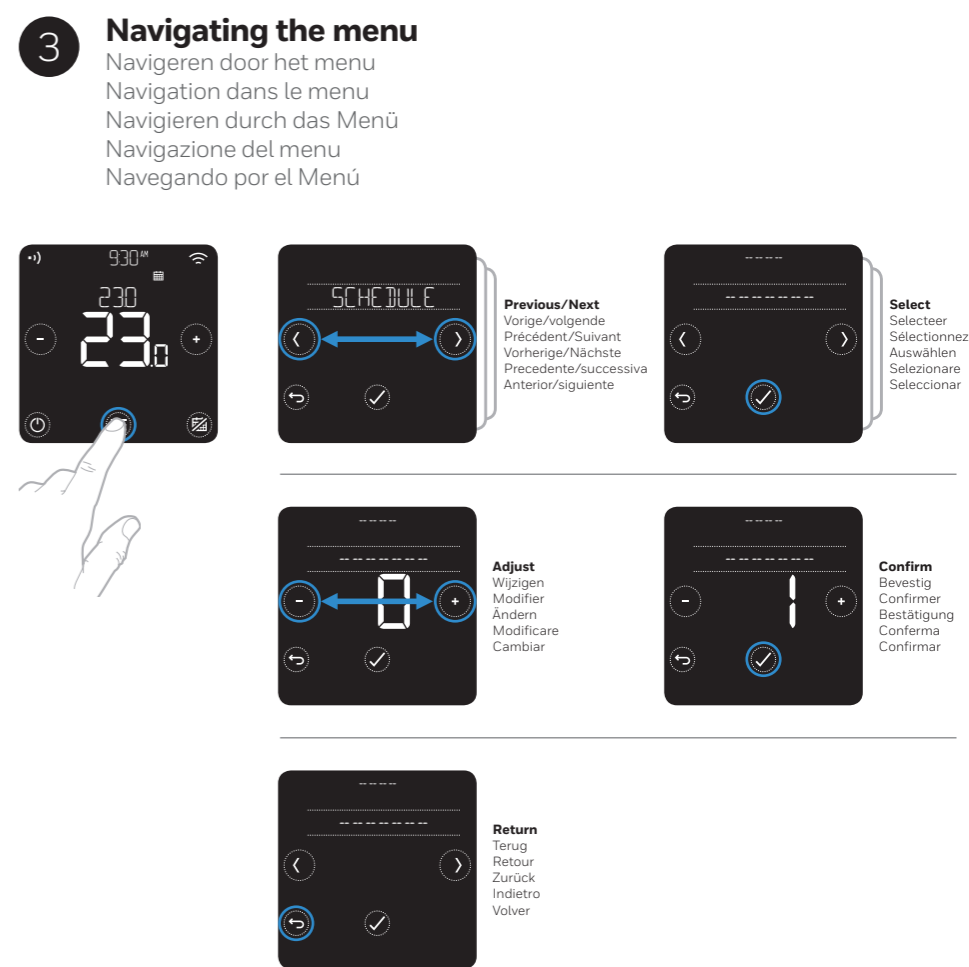 3
Navigating the menu
Navigeren door het menu
Navigation dans le menu
Navigieren durch das Menü
Navigazione del menu
Navegando por el Menú
9:30 AM
23.0
23.0
SCHEDULE
Previous/Next
Vorige/volgende
Précédent/Suivant
Vorherige/Nächste
Precedente/successiva
Anterior/siguiente
-- -- -- --
-- -- -- -- -- -- --
Select
Selecteer
Sélectionnez
Auswählen
Selezionare
Seleccionar
-- -- -- --
-- -- -- -- -- -- --
0
Adjust
Wijzigen
Modifier
Ändern
Modificare
Cambiar
-- -- -- --
-- -- -- -- -- -- --
1
Confirm
Bevestig
Confirmer
Bestätigung
Conferma
Confirmar
-- -- -- --
-- -- -- -- -- -- --
Return
Terug
Retour
Zurück
Indietro
Volver